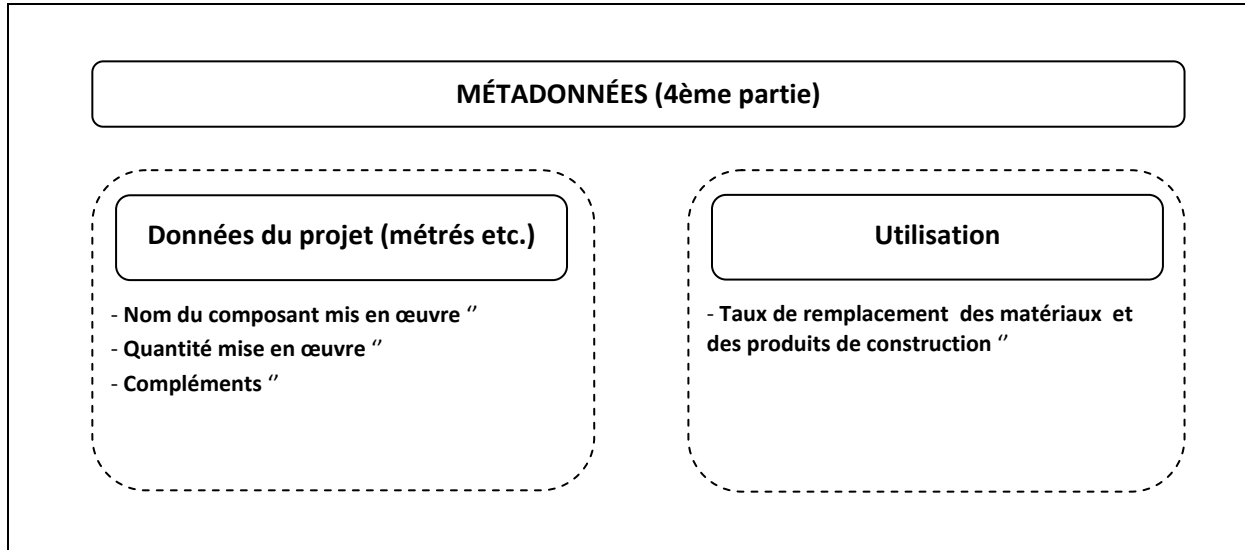 MÉTADONNÉES (4ème partie)
Données du projet (métrés etc.)
- Nom du composant mis en œuvre ‘’
- Quantité mise en œuvre ‘’
- Compléments ‘’
Utilisation
- Taux de remplacement des matériaux et
des produits de construction ‘’